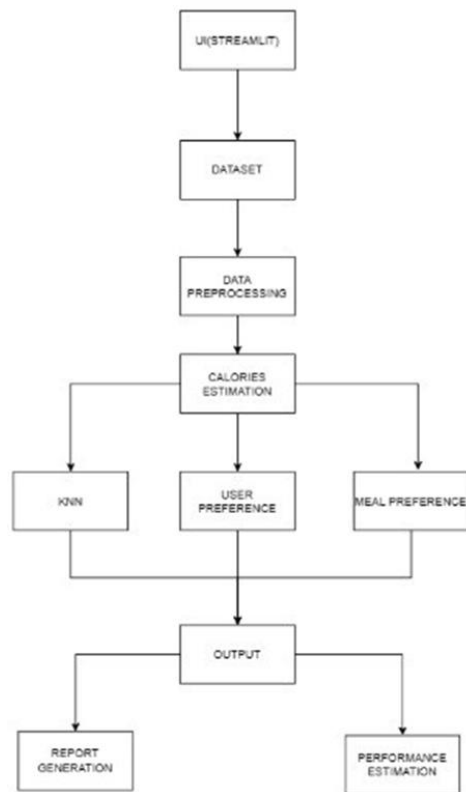 UI(STREAMLIT)
DATASET
DATA
PREPROCESSING
CALORIES
ESTIMATION
KNN
USER
PREFERENCE
MEAL PREFERENCE
OUTPUT
REPORT
GENERATION
PERFORMANCE
ESTIMATION